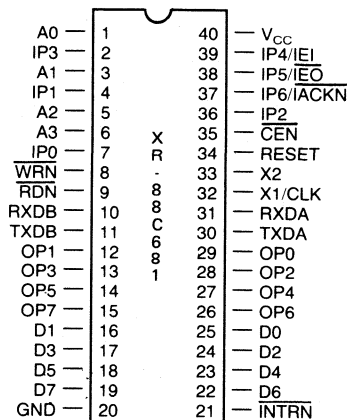 A0 1 40 VCC
IP3 2 39 IP4/IEI
A1 3 38 IP5/IEO
IP1 4 37 IP6/IACKN
A2 5 36 IP2
A3 6 35 CEN
IP0 7 34 RESET
WRN 8 33 X2
RDN 9 32 X1/CLK
RXDB 10 31 RXDA
TXDB 11 30 TXDA
OP1 12 29 OP0
OP3 13 28 OP2
OP5 14 27 OP4
OP7 15 26 OP6
D1 16 25 D0
D3 17 24 D2
D5 18 23 D4
D7 19 22 D6
GND 20 21 INTRN
XR-88C681